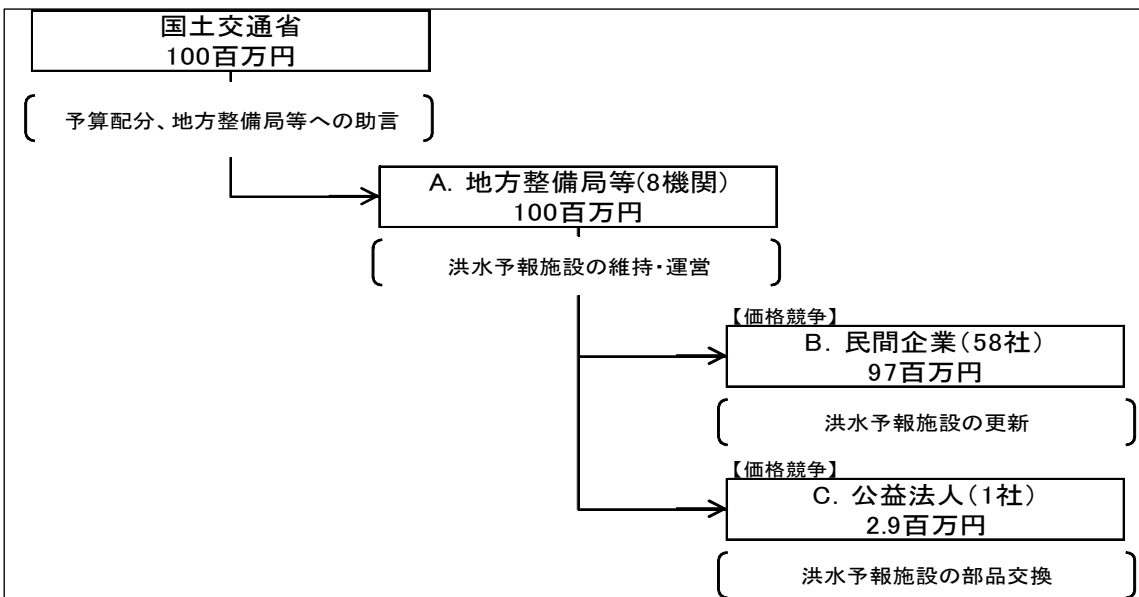 国土交通省
100百万円
予算配分、地方整備局等への助言
A. 地方整備局等(8機関)
100百万円
洪水予報施設の維持・運営
【価格競争】
B. 民間企業(58社)
97百万円
洪水予報施設の更新
【価格競争】
C. 公益法人(1社)
2.9百万円
洪水予報施設の部品交換